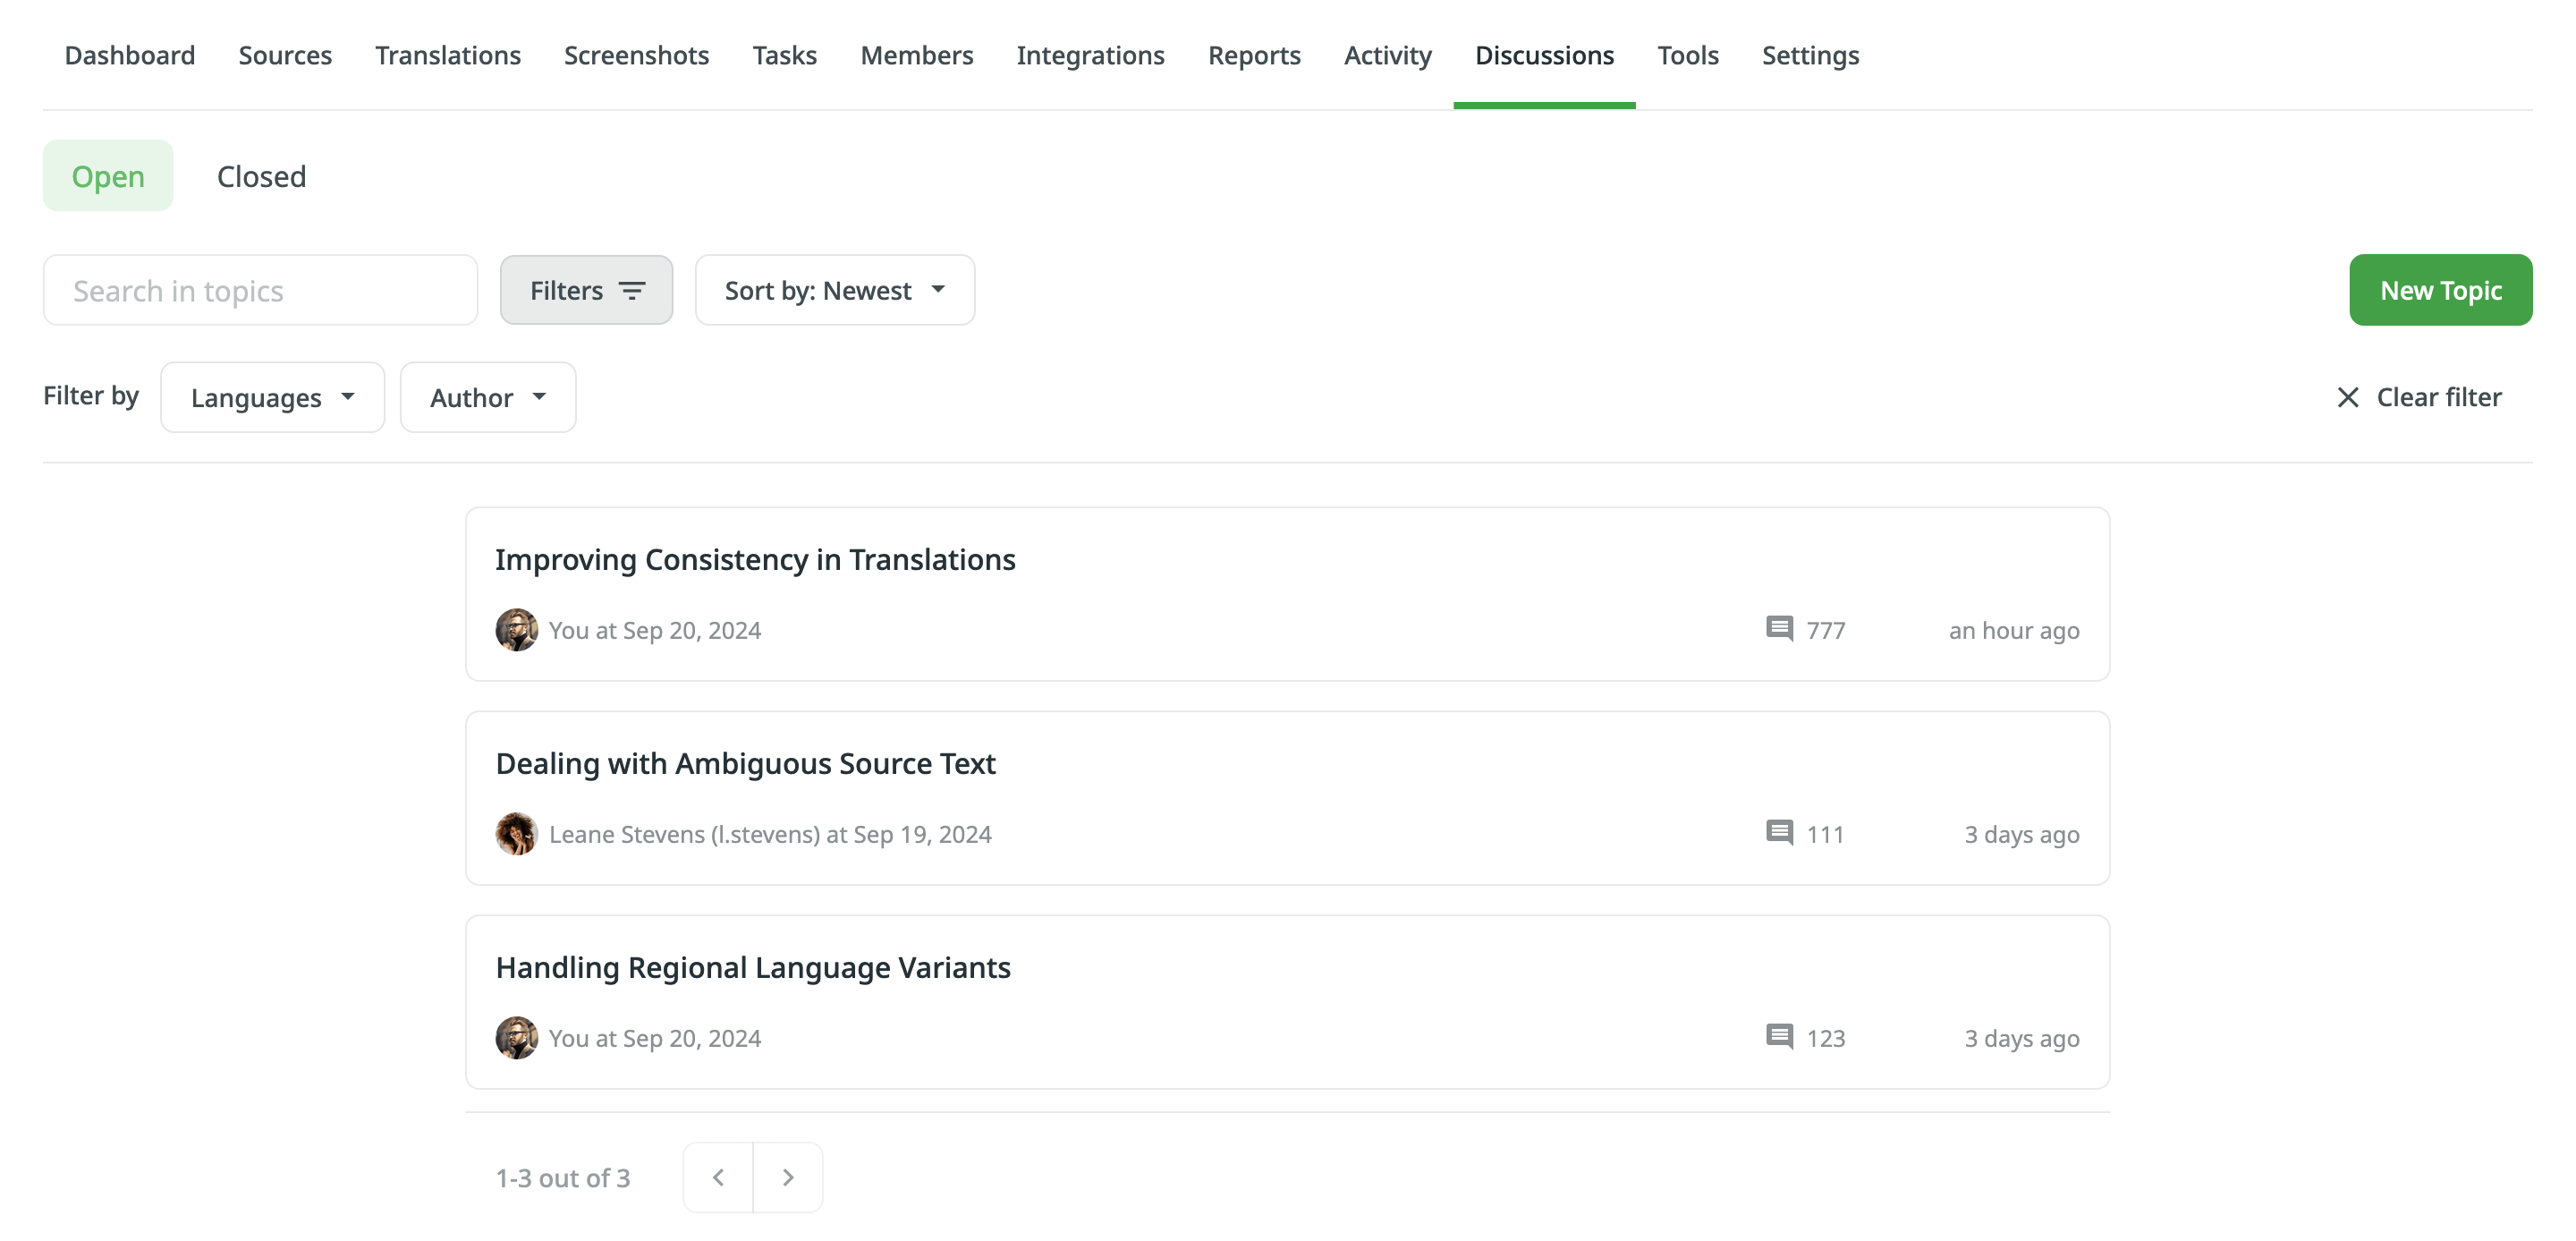 Dashboard Sources Translations Screenshots Tasks Members Integrations Reports Activity Discussions Tools Settings
Open Closed
Search in topics Filters Sort by: Newest New Topic
Filter by Languages Author Clear filter
Improving Consistency in Translations
You at Sep 20, 2024 777 an hour ago
Dealing with Ambiguous Source Text
Leane Stevens (l.stevens) at Sep 19, 2024 111 3 days ago
Handling Regional Language Variants
You at Sep 20, 2024 123 3 days ago
1-3 out of 3